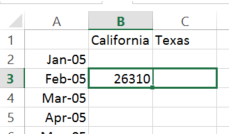 A B C
1 California Texas
2 Jan-05
3 Feb-05 26310
4 Mar-05
5 Apr-05